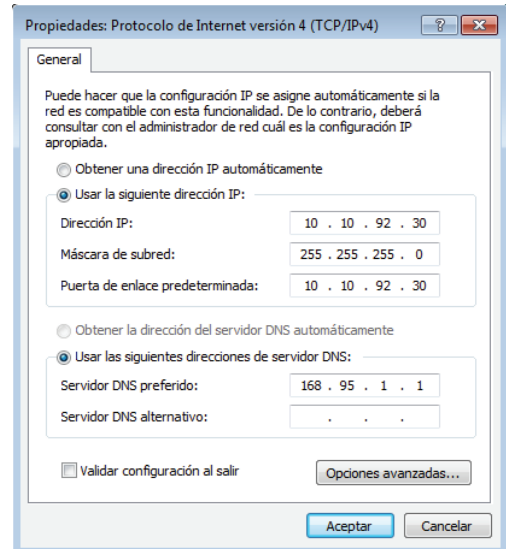 Propiedades: Protocolo de Internet versión 4 (TCP/IPv4)
General
Puede hacer que la configuración IP se asigne automáticamente si la
red es compatible con esta funcionalidad. De lo contrario, deberá
consultar con el administrador de red cuál es la configuración IP
apropiada.
Obtener una dirección IP automáticamente
Usar la siguiente dirección IP:
Dirección IP: 10 . 10 . 92 . 30
Máscara de subred: 255 . 255 . 255 . 0
Puerta de enlace predeterminada: 10 . 10 . 92 . 30
Obtener la dirección del servidor DNS automáticamente
Usar las siguientes direcciones de servidor DNS:
Servidor DNS preferido: 168 . 95 . 1 . 1
Servidor DNS alternativo: . . .
Validar configuración al salir
Opciones avanzadas...
Aceptar Cancelar